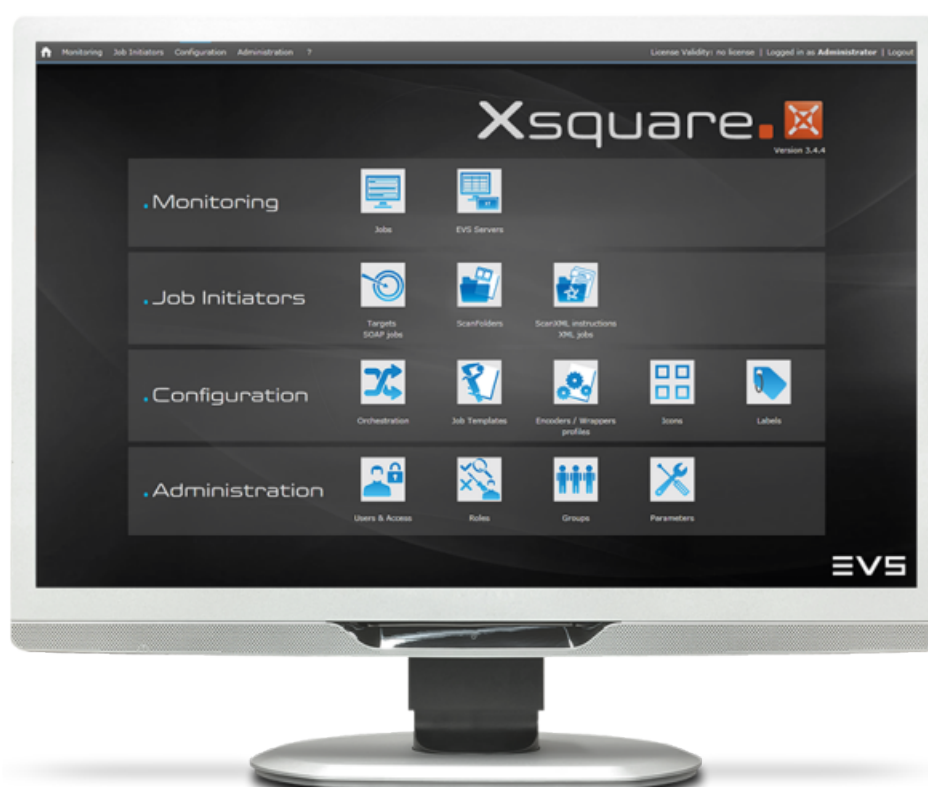 Monitoring Job Initiators Configuration Administration ? License Validity: no license | Logged in as Administrator | Logout
Xsquare.
Version 3.4.4
.Monitoring
Jobs EVS Servers
.Job Initiators
Targets ScanFolders ScanXML instructions
SOAP jobs XML jobs
.Configuration
Orchestration Job Templates Encoders / Wrappers Icons Labels
profiles
.Administration
Users & Access Roles Groups Parameters
EVS